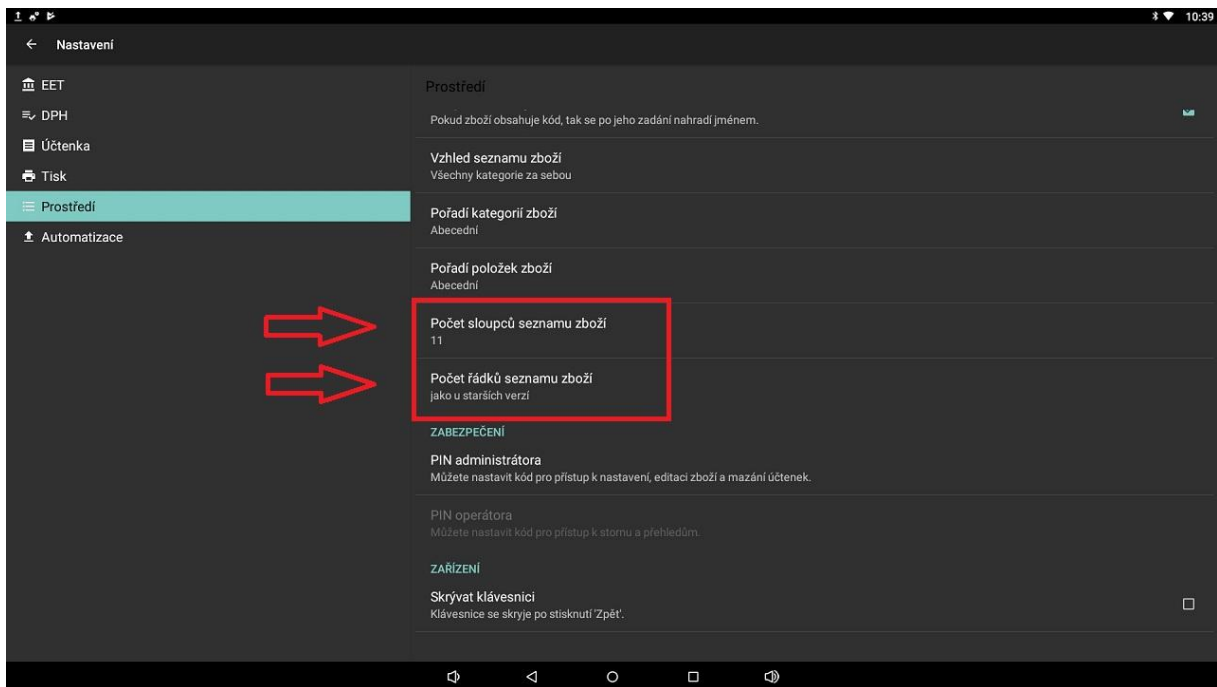 10:39
Nastavení
EET
DPH
Účtenka
Tisk
Prostředí
Automatizace
Prostředí
Pokud zboží obsahuje kód, tak se po jeho zadání nahradí jménem.
Vzhled seznamu zboží
Všechny kategorie za sebou
Pořadí kategorií zboží
Abecední
Pořadí položek zboží
Abecední
Počet sloupců seznamu zboží
11
Počet řádků seznamu zboží
jako u starších verzí
ZABEZPEČENÍ
PIN administrátora
Můžete nastavit kód pro přístup k nastavení, editaci zboží a mazání účtenek.
PIN operátora
Můžete nastavit kód pro přístup k stornu a přehledům.
ZAŘÍZENÍ
Skrývat klávesnici
Klávesnice se skryje po stisknutí 'Zpět'.